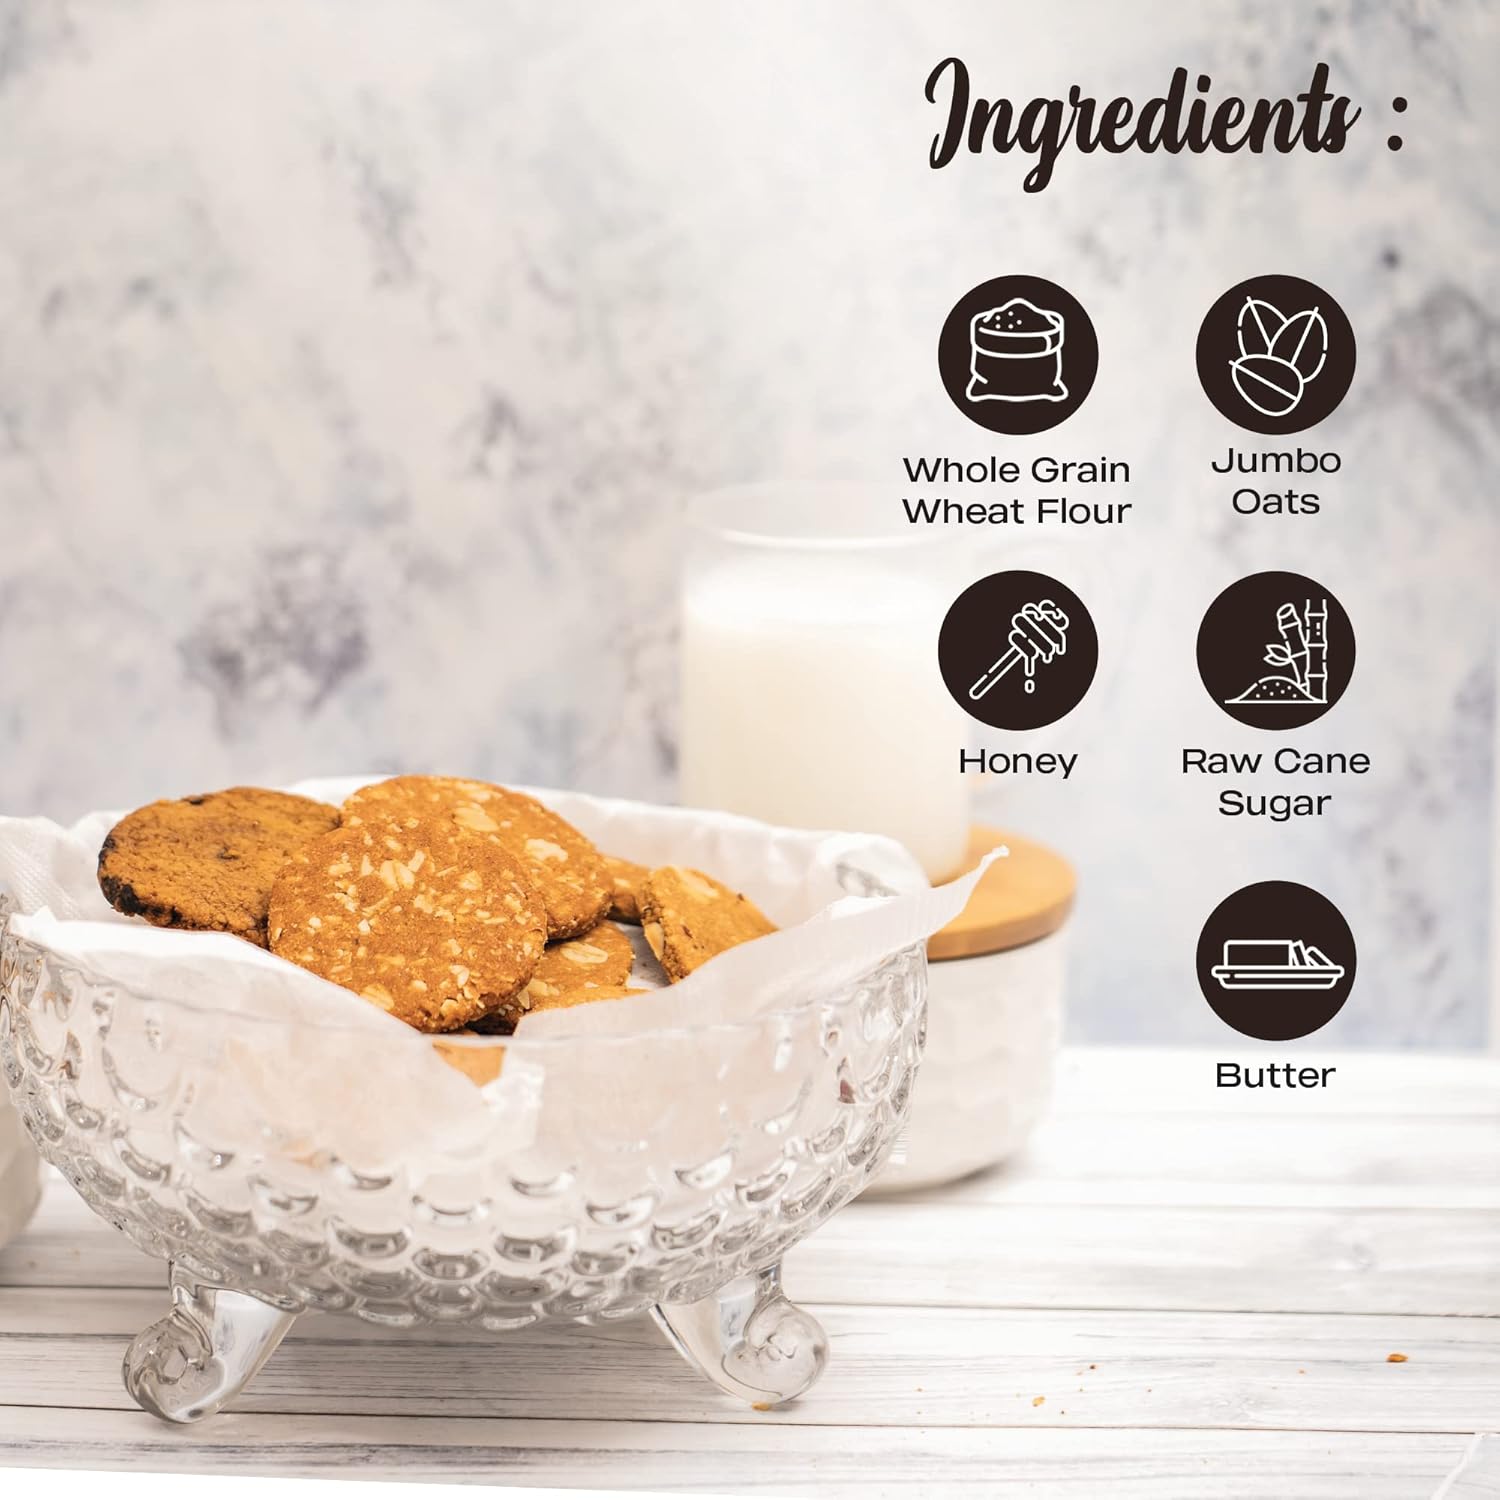 Ingredients :
Whole Grain
Wheat Flour
Jumbo
Oats
Honey
Raw Cane
Sugar
Butter